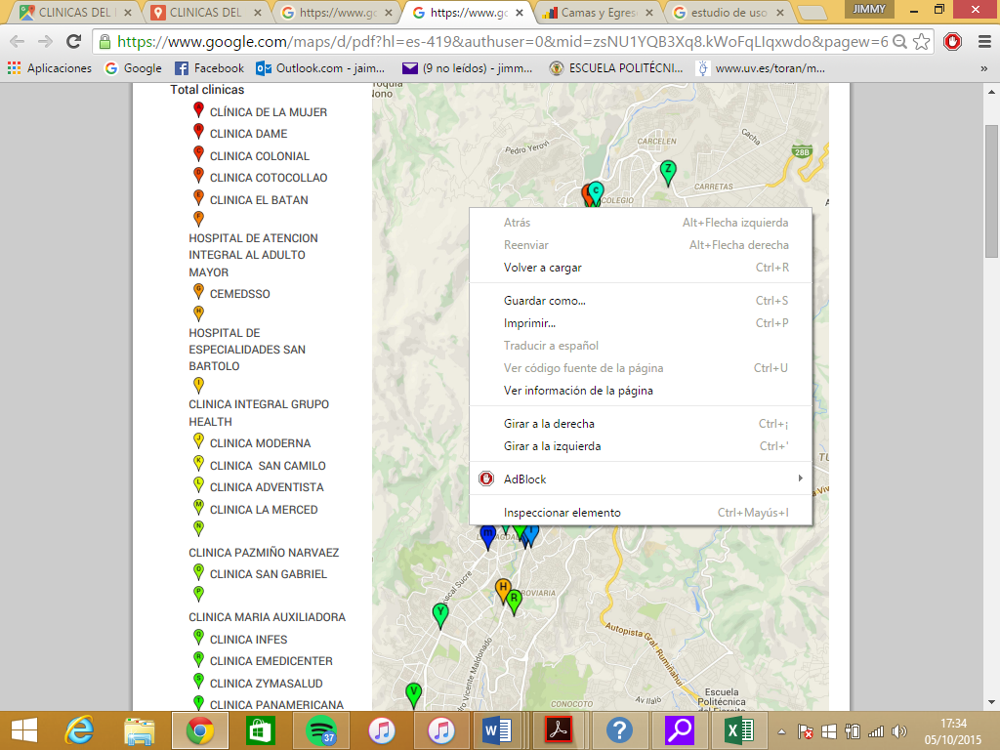 CLINICAS DEL
CLINICAS DEL
https://www.go
https://www.go
Camas y Egres
estudio de uso
JIMMY
https://www.google.com/maps/d/pdf?hl=es-419&authuser=0&mid=zsNU1YQB3Xq8.kWoFqLIqxwdo&pagew=6
Aplicaciones
Google
Facebook
Outlook.com - jaim...
(9 no leídos) - jimm...
ESCUELA POLITÉCNI...
www.uv.es/toran/m...
»
Total clinicas
A CLÍNICA DE LA MUJER
B CLINICA DAME
C CLINICA COLONIAL
D CLINICA COTOCOLLAO
E CLINICA EL BATAN
F
HOSPITAL DE ATENCION
INTEGRAL AL ADULTO
MAYOR
G CEMEDSSO
H
HOSPITAL DE
ESPECIALIDADES SAN
BARTOLO
I
CLINICA INTEGRAL GRUPO
HEALTH
J CLINICA MODERNA
K CLINICA SAN CAMILO
L CLINICA ADVENTISTA
M CLINICA LA MERCED
N
CLINICA PAZMIÑO NARVAEZ
O CLINICA SAN GABRIEL
P
CLINICA MARIA AUXILIADORA
Q CLINICA INFES
R CLINICA EMEDICENTER
S CLINICA ZYMASALUD
T CLINICA PANAMERICANA
Nono
Pedro Yerovi
CARCELEN
Cacha
28B
Z
CARRETAS
c
COLEGIO
Atrás Alt+Flecha izquierda
Reenviar Alt+Flecha derecha
Volver a cargar Ctrl+R
Guardar como... Ctrl+S
Imprimir... Ctrl+P
Traducir a español
Ver código fuente de la página Ctrl+U
Ver información de la página
Girar a la derecha Ctrl+¡
Girar a la izquierda Ctrl+'
AdBlock
Inspeccionar elemento Ctrl+Mayús+I
m
H
R
ROVIARIA
Y
V
Mariscal Sucre
Pedro Vicente Maldonado
Autopista Gral. Rumiñahui
CONOCOTO
Av Ilaló
Escuela
Politécnica
del Ejercito
37
17:34
05/10/2015